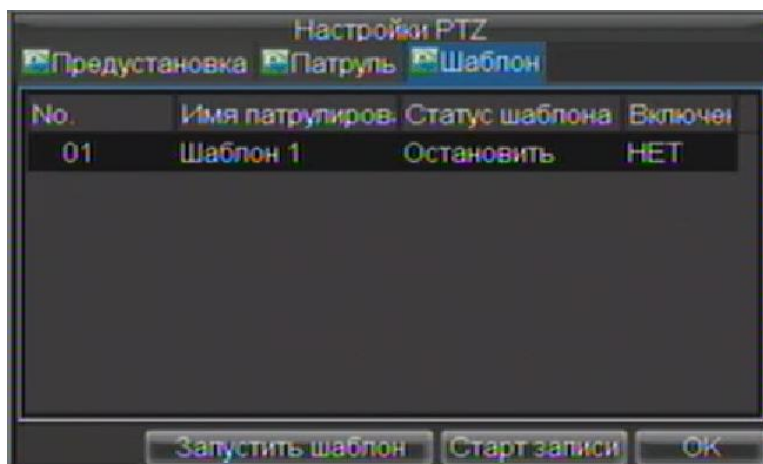 Настройки PTZ
Предустановка Патруль Шаблон
No. Имя патрулиров. Статус шаблона Включен
01 Шаблон 1 Остановить НЕТ
Запустить шаблон Старт записи OK